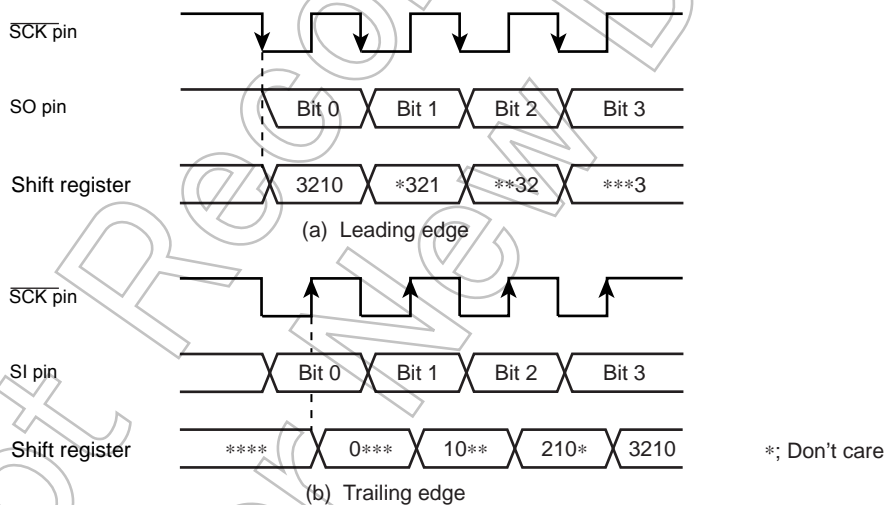 SCK pin
SO pin Bit 0 Bit 1 Bit 2 Bit 3
Shift register 3210 *321 **32 ***3
(a) Leading edge
SCK pin
SI pin Bit 0 Bit 1 Bit 2 Bit 3
Shift register **** 0*** 10** 210* 3210 *; Don't care
(b) Trailing edge